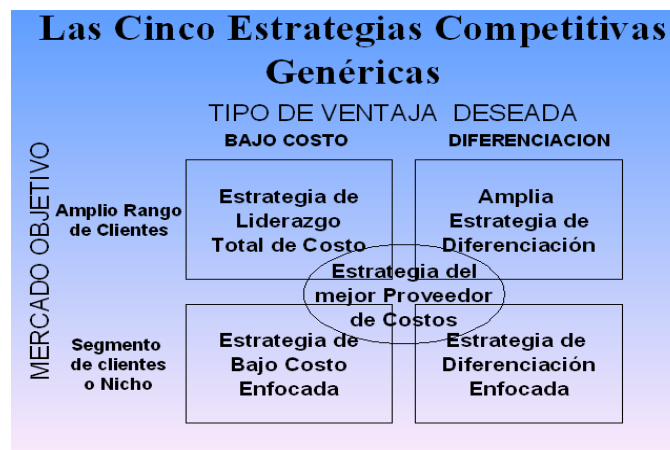 Las Cinco Estrategias Competitivas
Genéricas
TIPO DE VENTAJA DESEADA
BAJO COSTO
DIFERENCIACION
MERCADO OBJETIVO
Amplio Rango
de Clientes
Estrategia de
Liderazgo
Total de Costo
Amplia
Estrategia de
Diferenciación
Estrategia del
mejor Proveedor
de Costos
Segmento
de clientes
o Nicho
Estrategia de
Bajo Costo
Enfocada
Estrategia de
Diferenciación
Enfocada